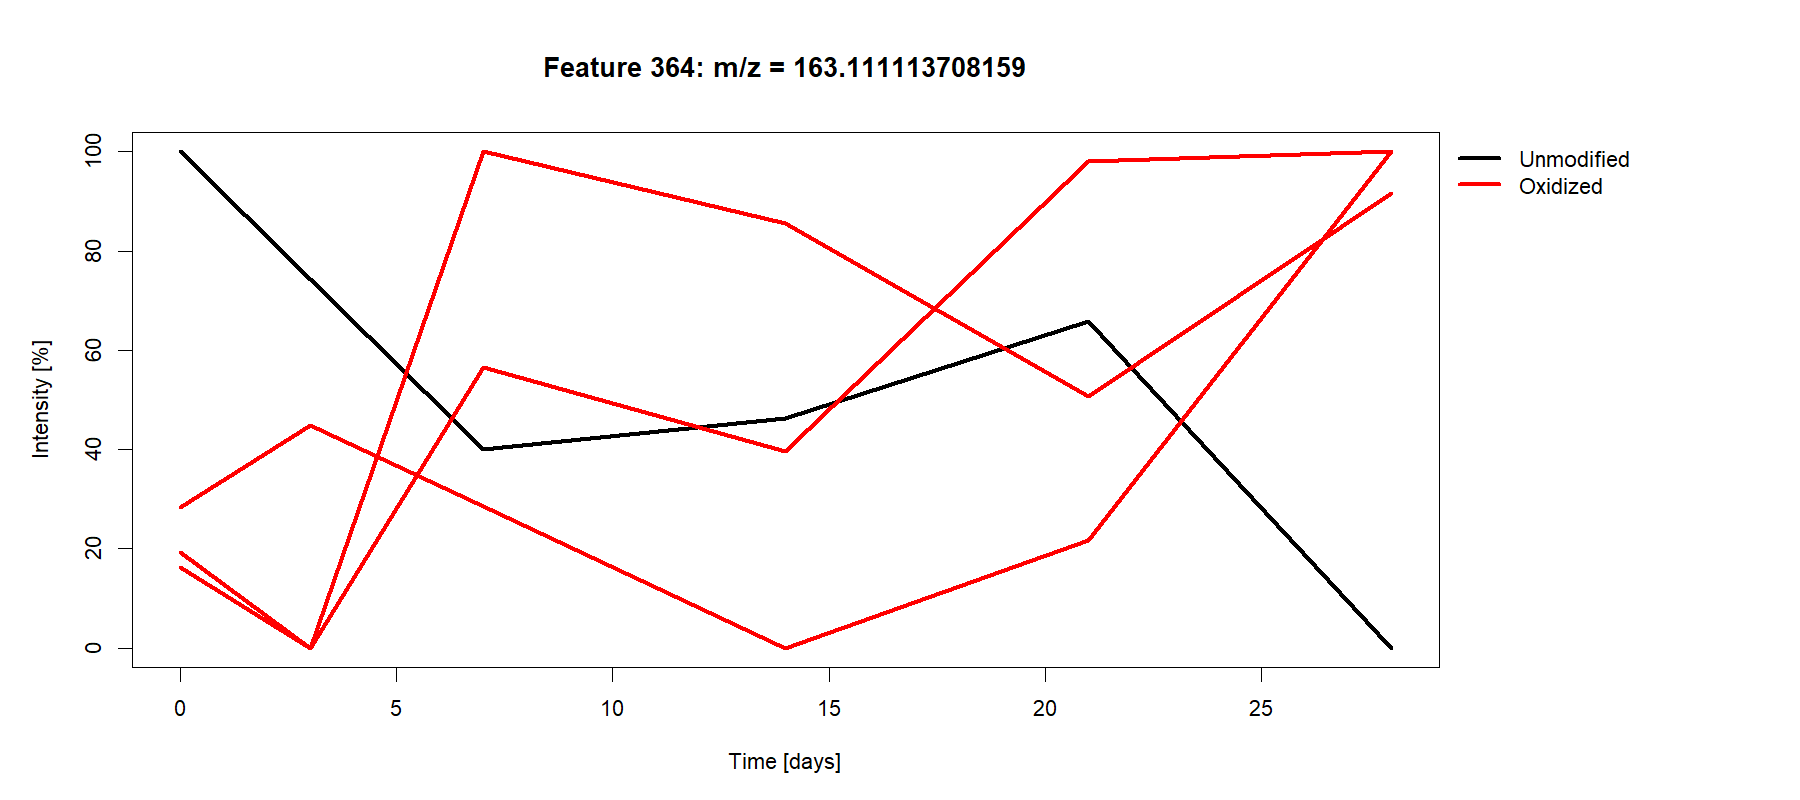 Feature 364: m/z = 163.111113708159
Unmodified
Oxidized
Intensity [%]
100
80
60
40
20
0
0 5 10 15 20 25
Time [days]